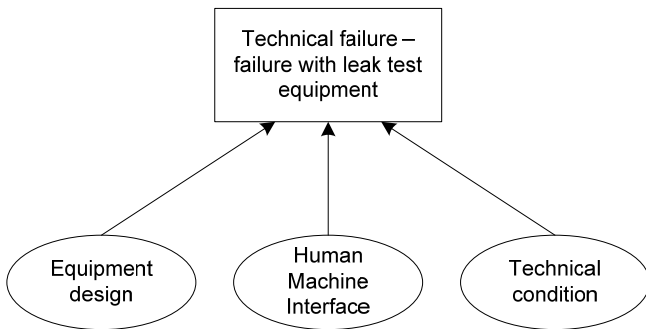 Technical failure –
failure with leak test
equipment
Equipment
design
Human
Machine
Interface
Technical
condition